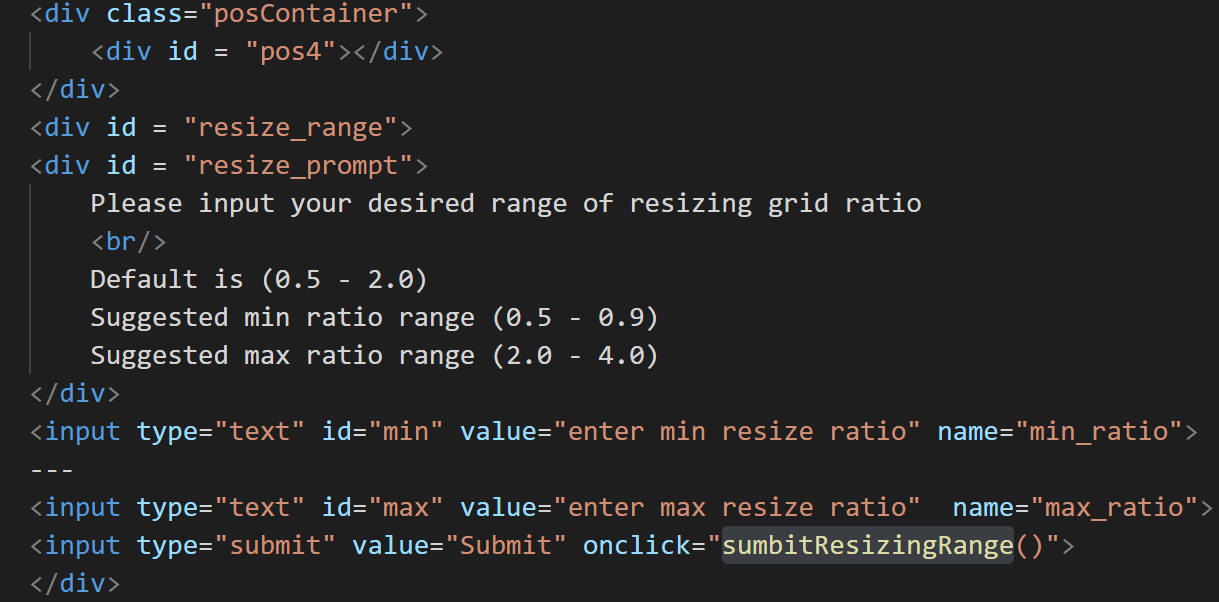 <div class="posContainer">
<div id = "pos4"></div>
</div>
<div id = "resize_range">
<div id = "resize_prompt">
Please input your desired range of resizing grid ratio
<br/>
Default is (0.5 - 2.0)
Suggested min ratio range (0.5 - 0.9)
Suggested max ratio range (2.0 - 4.0)
</div>
<input type="text" id="min" value="enter min resize ratio" name="min_ratio">
---
<input type="text" id="max" value="enter max resize ratio"  name="max_ratio">
<input type="submit" value="Submit" onclick="sumbitResizingRange()">
</div>